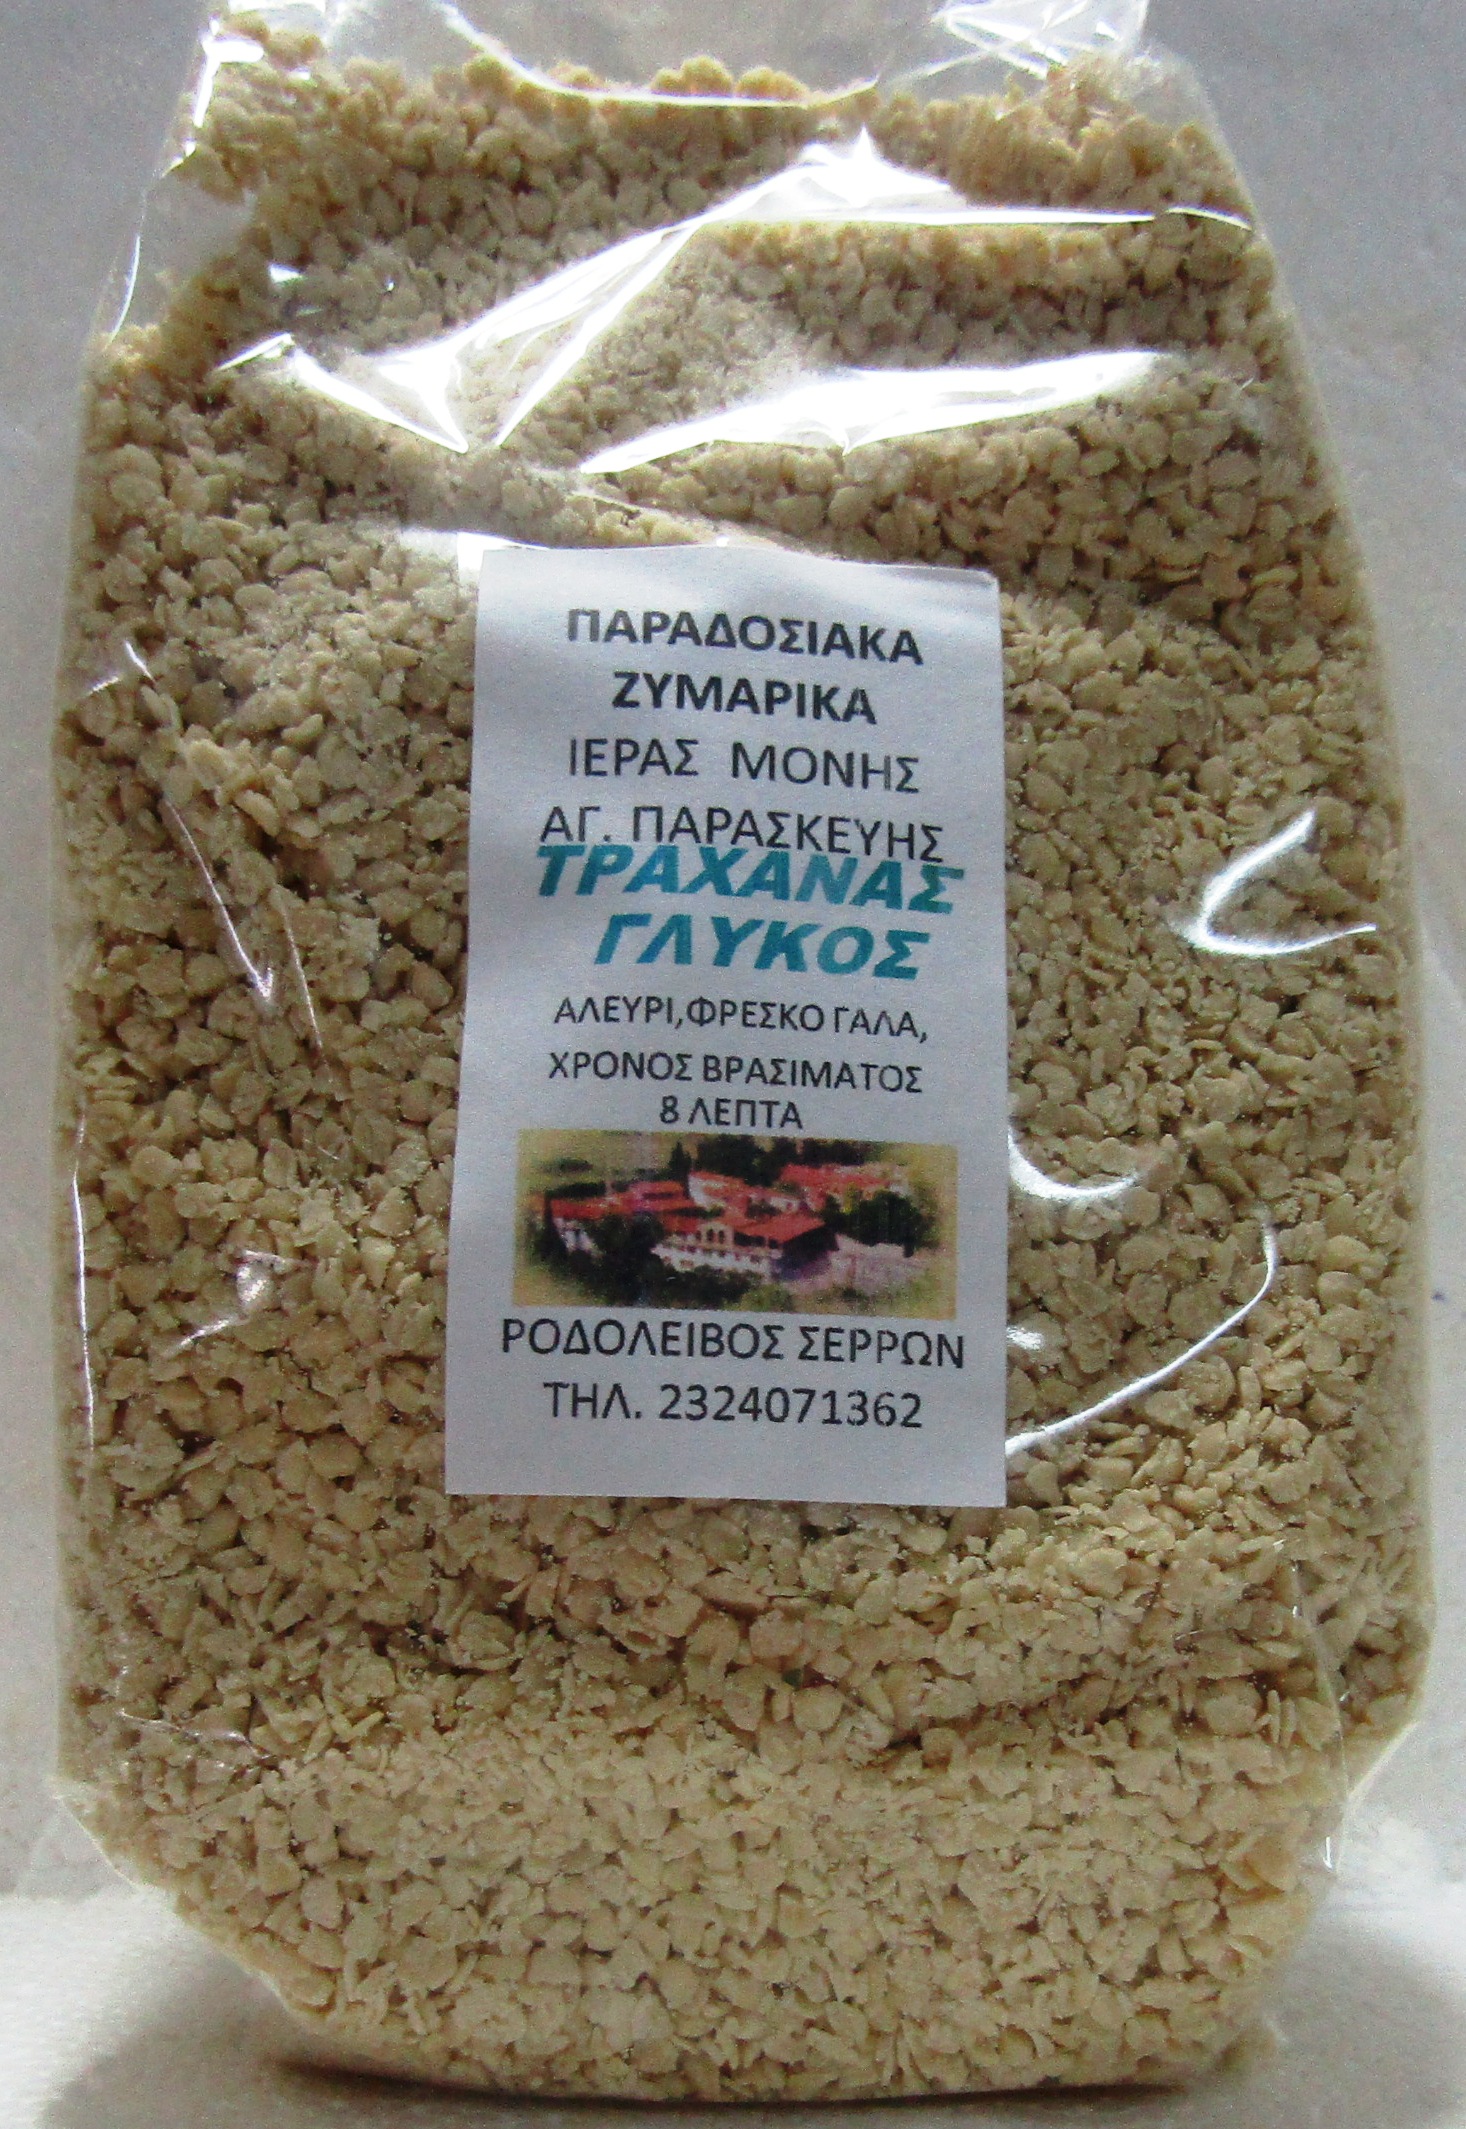 ΠΑΡΑΔΟΣΙΑΚΑ
ΖΥΜΑΡΙΚΑ
ΙΕΡΑΣ ΜΟΝΗΣ
ΑΓ. ΠΑΡΑΣΚΕΥΗΣ
ΤΡΑΧΑΝΑΣ
ΓΛΥΚΟΣ
ΑΛΕΥΡΙ,ΦΡΕΣΚΟ ΓΑΛΑ,
ΧΡΟΝΟΣ ΒΡΑΣΙΜΑΤΟΣ
8 ΛΕΠΤΑ
ΡΟΔΟΛΕΙΒΟΣ ΣΕΡΡΩΝ
ΤΗΛ. 2324071362